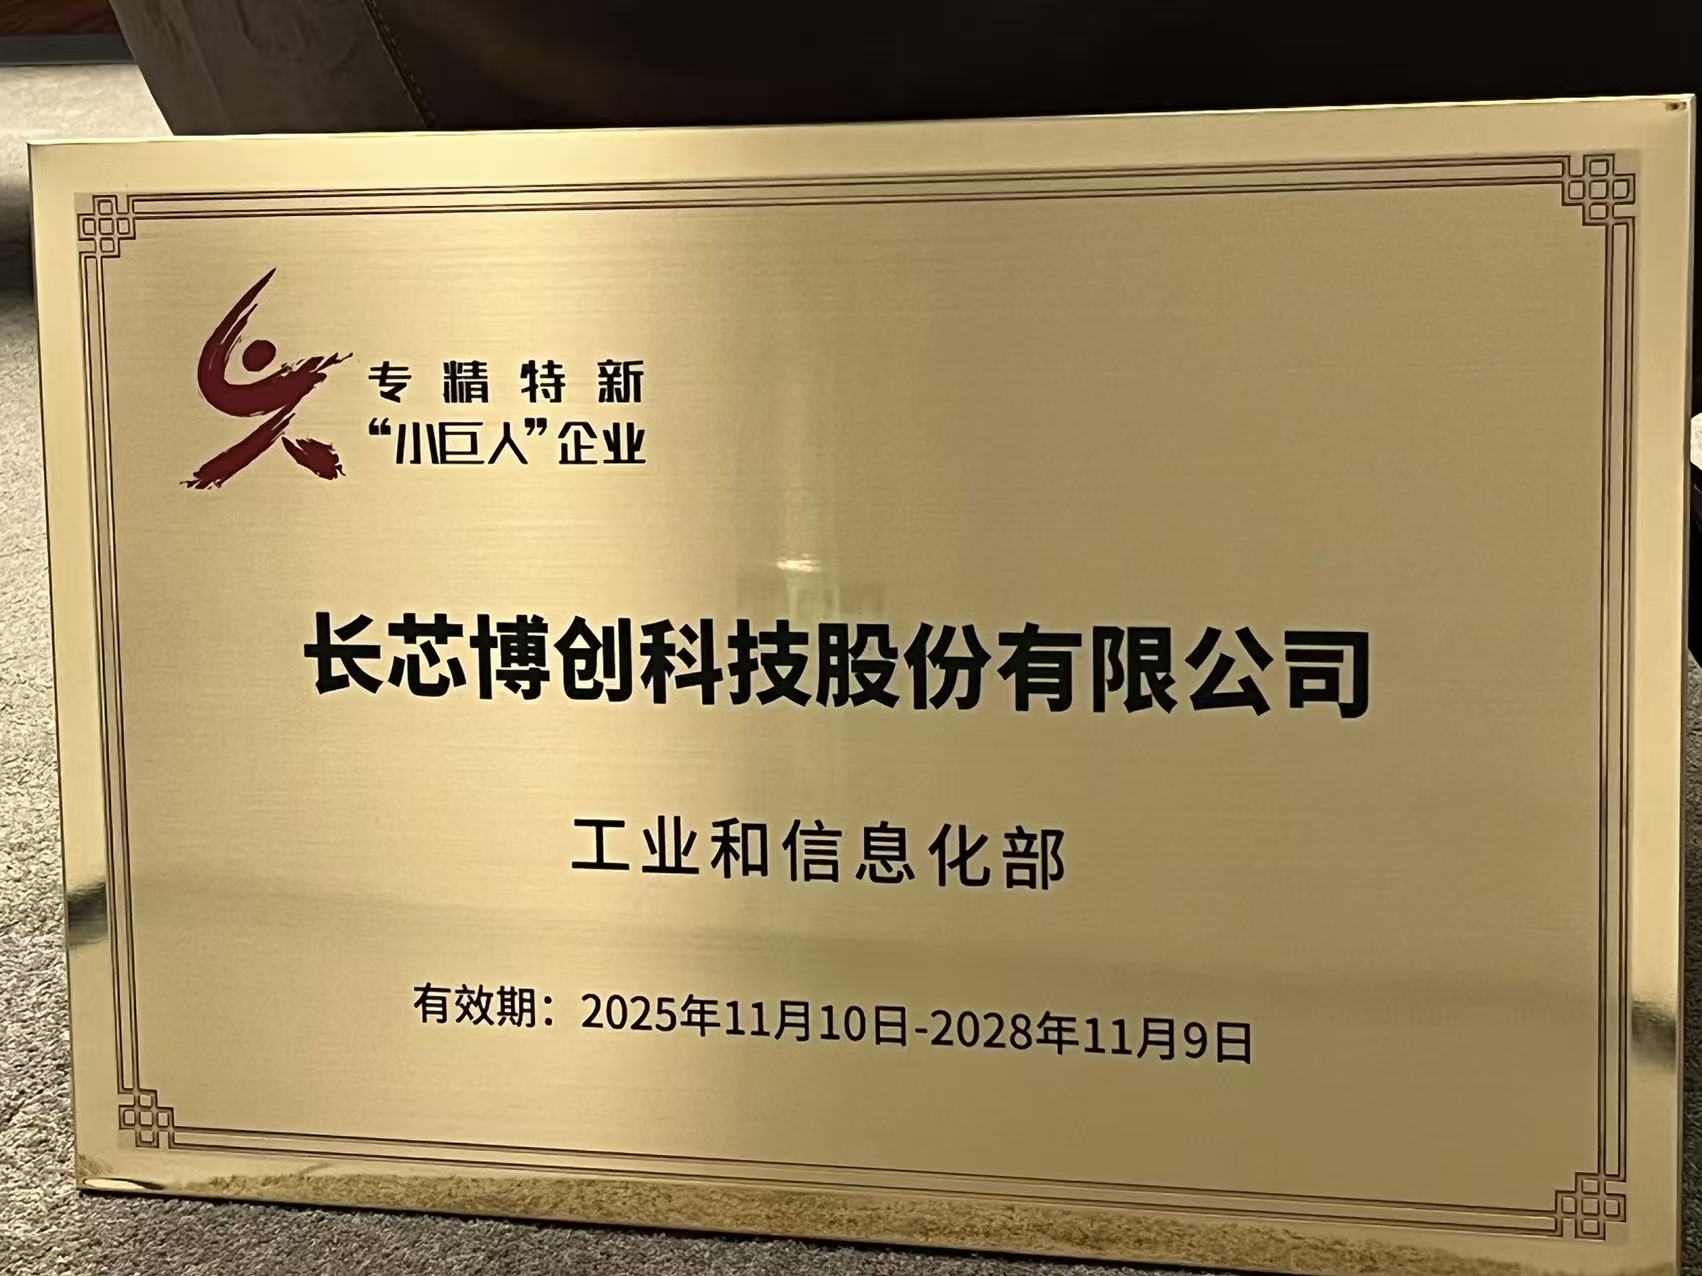 专精特新
“小巨人”企业
长芯博创科技股份有限公司
工业和信息化部
有效期：2025年11月10日-2028年11月9日